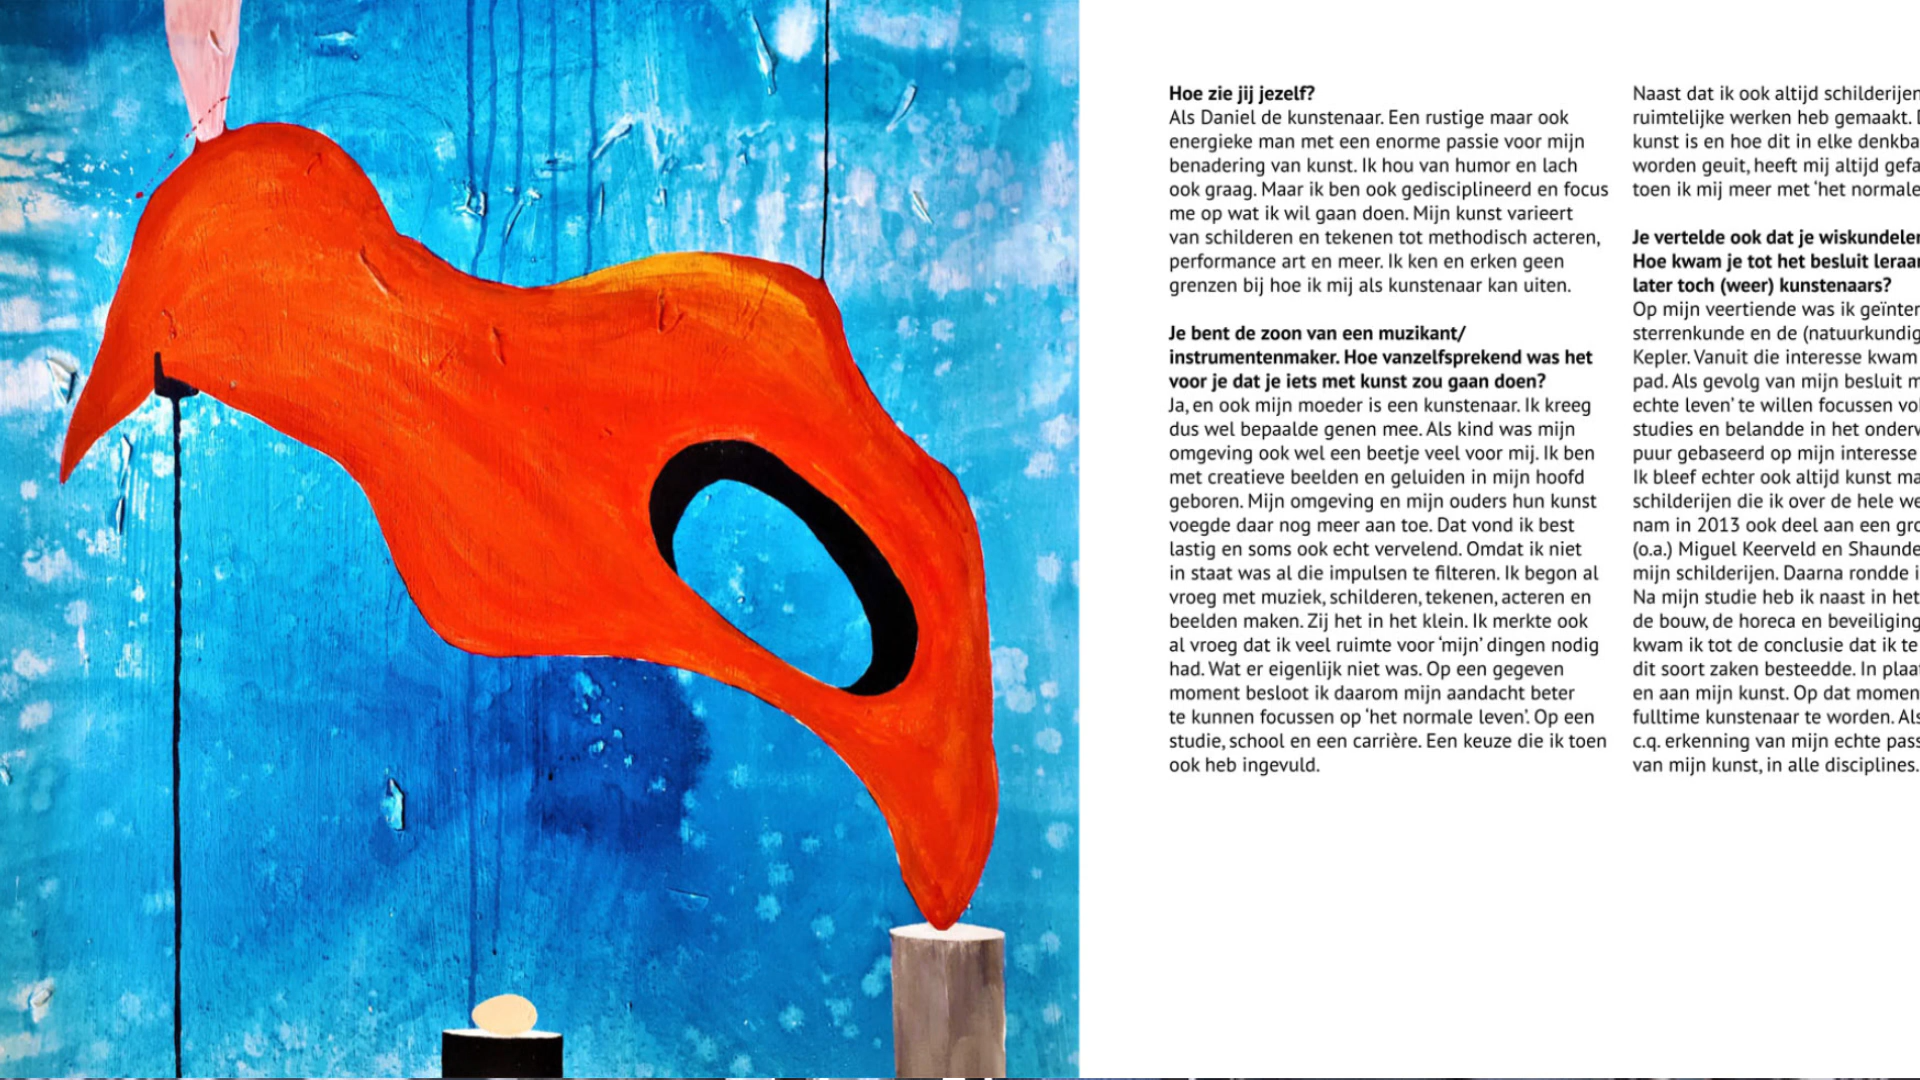 Hoe zie jij jezelf?
Als Daniel de kunstenaar. Een rustige maar ook
energieke man met een enorme passie voor mijn
benadering van kunst. Ik hou van humor en lach
ook graag. Maar ik ben ook gedisciplineerd en focus
me op wat ik wil gaan doen. Mijn kunst varieert
van schilderen en tekenen tot methodisch acteren,
performance art en meer. Ik ken en erken geen
grenzen bij hoe ik mij als kunstenaar kan uiten.
Je bent de zoon van een muzikant/
instrumentenmaker. Hoe vanzelfsprekend was het
voor je dat je iets met kunst zou gaan doen?
Ja, en ook mijn moeder is een kunstenaar. Ik kreeg
dus wel bepaalde genen mee. Als kind was mijn
omgeving ook wel een beetje veel voor mij. Ik ben
met creatieve beelden en geluiden in mijn hoofd
geboren. Mijn omgeving en mijn ouders hun kunst
voegde daar nog meer aan toe. Dat vond ik best
lastig en soms ook echt vervelend. Omdat ik niet
in staat was al die impulsen te filteren. Ik begon al
vroeg met muziek, schilderen, tekenen, acteren en
beelden maken. Zij het in het klein. Ik merkte ook
al vroeg dat ik veel ruimte voor ‘mijn’ dingen nodig
had. Wat er eigenlijk niet was. Op een gegeven
moment besloot ik daarom mijn aandacht beter
te kunnen focussen op ‘het normale leven’. Op een
studie, school en een carrière. Een keuze die ik toen
ook heb ingevuld.
Naast dat ik ook altijd schilderijen
ruimtelijke werken heb gemaakt.
kunst is en hoe dit in elke
worden geuit, heeft mij altijd
toen ik mij meer met ‘het normale
Je vertelde ook dat je
Hoe kwam je tot het besluit
later toch (weer) kunstenaars?
Op mijn veertiende was ik
sterrenkunde en de
Kepler. Vanuit die interesse kwam
pad. Als gevolg van mijn besluit
echte leven’ te willen focussen
studies en belandde in het
puur gebaseerd op mijn interesse
Ik bleef echter ook altijd kunst
schilderijen die ik over de hele
nam in 2013 ook deel aan een
(o.a.) Miguel Keerveld en
mijn schilderijen. Daarna rondde
Na mijn studie heb ik naast in het
de bouw, de horeca en beveiliging
kwam ik tot de conclusie dat ik te
dit soort zaken besteedde. In
en aan mijn kunst. Op dat
fulltime kunstenaar te worden.
c.q. erkenning van mijn echte
van mijn kunst, in alle disciplines.